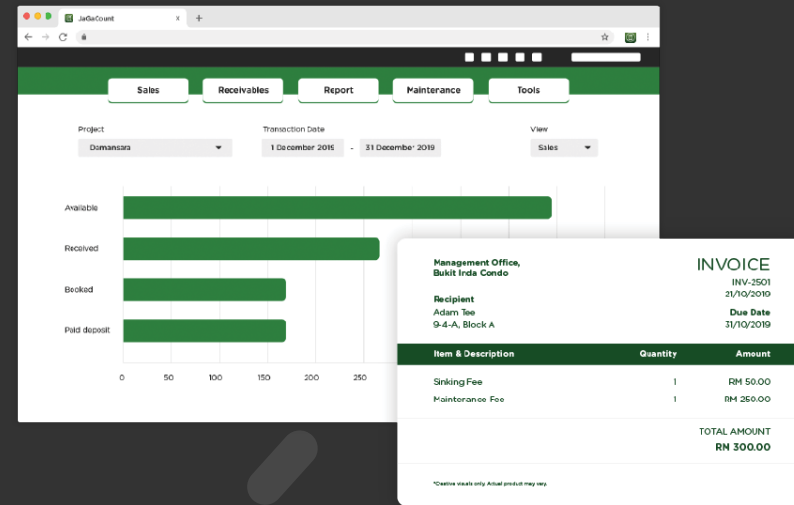 JaGaCount
Sales Receivables Report Maintenance Tools
Project Transaction Date View
Damansara 1 December 2019 - 31 December 2019 Sales
Available
Received
Booked
Paid deposit
0 50 100 150 200 250
Management Office,
Bukit Inda Condo
INVOICE
INV-2501
21/10/2019
Recipient
Adam Tee
9-4-A, Block A
Due Date
31/10/2019
Item & Description Quantity Amount
Sinking Fee 1 RM 50.00
Maintenance Fee 1 RM 250.00
TOTAL AMOUNT
RM 300.00
*Creative visuals only. Actual product may vary.